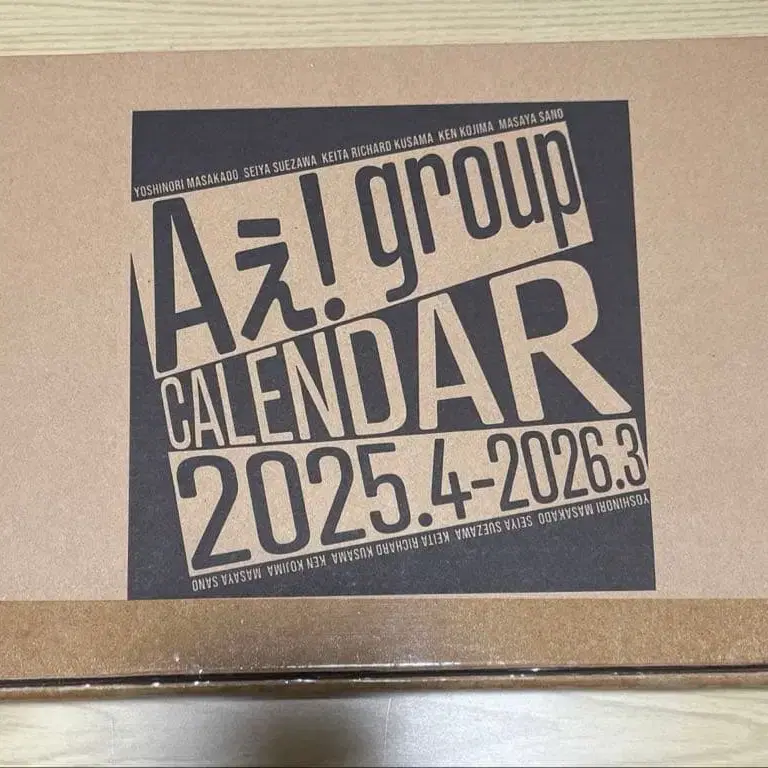 YOSHINORI MASAKADO SEIYA SUEZAWA KEITA RICHARD KUSAMA KEN KOJIMA MASAYA SANO
Aぇ! group
CALENDAR
2025.4-2026.3
YOSHINORI MASAKADO SEIYA SUEZAWA KEITA RICHARD KUSAMA KEN KOJIMA MASAYA SANO